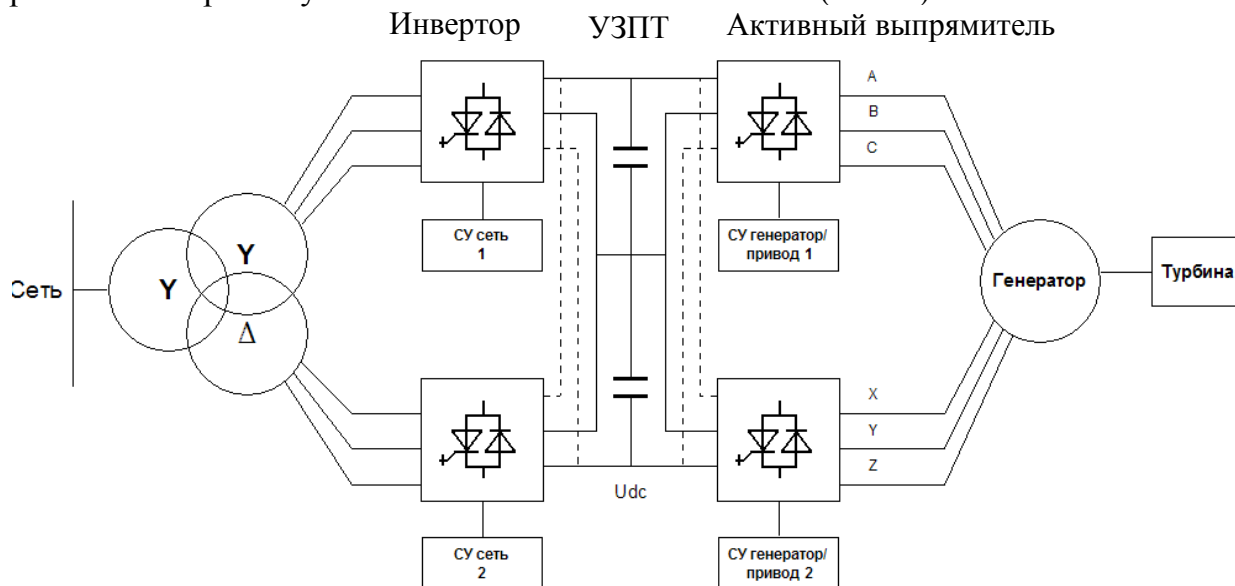 Инвертор УЗПТ Активный выпрямитель
A
B
C
СУ сеть
1
СУ генератор/
привод 1
Y
Y
Δ
Сеть
Генератор
Турбина
X
Y
Z
Udc
СУ сеть
2
СУ генератор/
привод 2